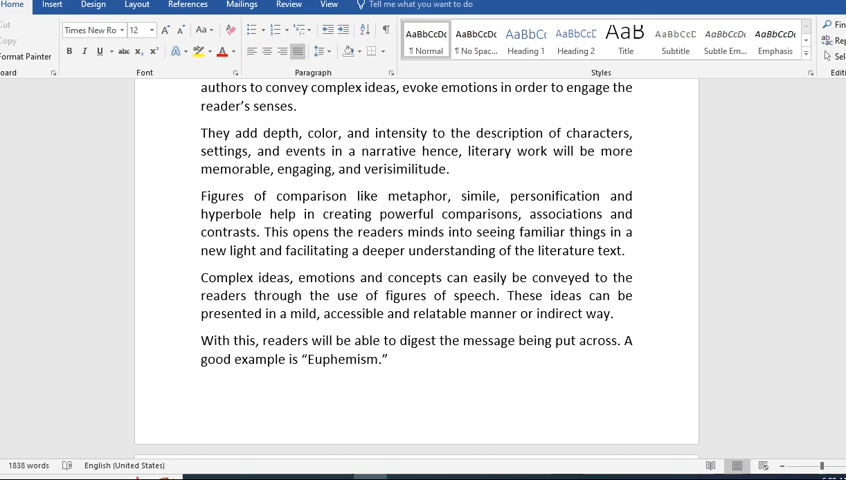 Home Insert Design Layout References Mailings Review View Tell me what you want to do
Cut
Copy
Format Painter
Times New Ro 12 Aa
B I U abc x₂ x² A A
Font Paragraph Styles
AaBbCcDc AaBbCcDc AaBbCc AaBbCc AaB AaBbCcD AaBbCcDc AaBbCcDc
¶ Normal ¶ No Spac... Heading 1 Heading 2 Title Subtitle Subtle Em... Emphasis
authors to convey complex ideas, evoke emotions in order to engage the
reader’s senses.
They add depth, color, and intensity to the description of characters,
settings, and events in a narrative hence, literary work will be more
memorable, engaging, and verisimilitude.
Figures of comparison like metaphor, simile, personification and
hyperbole help in creating powerful comparisons, associations and
contrasts. This opens the readers minds into seeing familiar things in a
new light and facilitating a deeper understanding of the literature text.
Complex ideas, emotions and concepts can easily be conveyed to the
readers through the use of figures of speech. These ideas can be
presented in a mild, accessible and relatable manner or indirect way.
With this, readers will be able to digest the message being put across. A
good example is “Euphemism.”
1838 words English (United States)